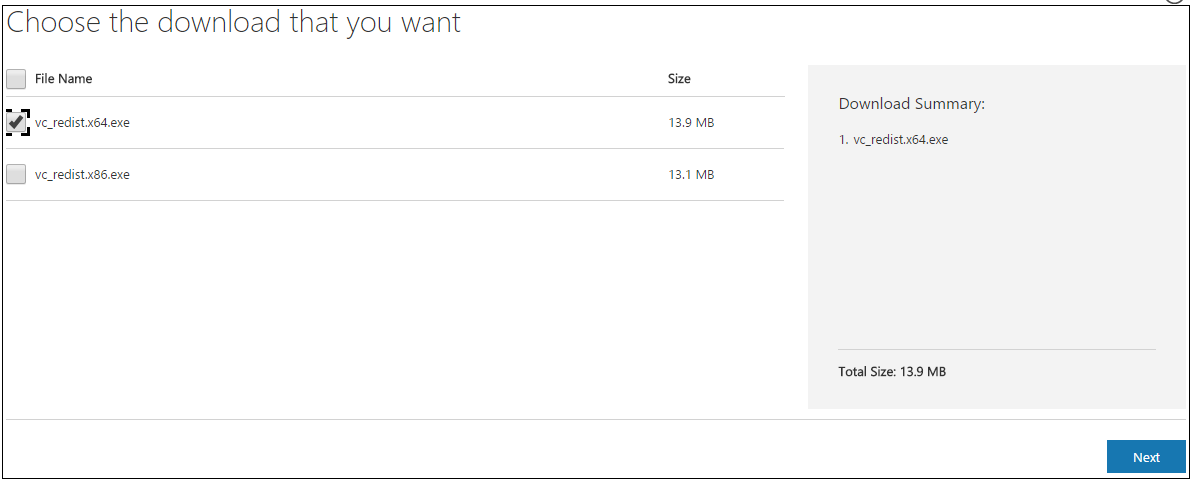 Choose the download that you want
File Name Size
vc_redist.x64.exe 13.9 MB
vc_redist.x86.exe 13.1 MB
Download Summary:
1. vc_redist.x64.exe
Total Size: 13.9 MB
Next